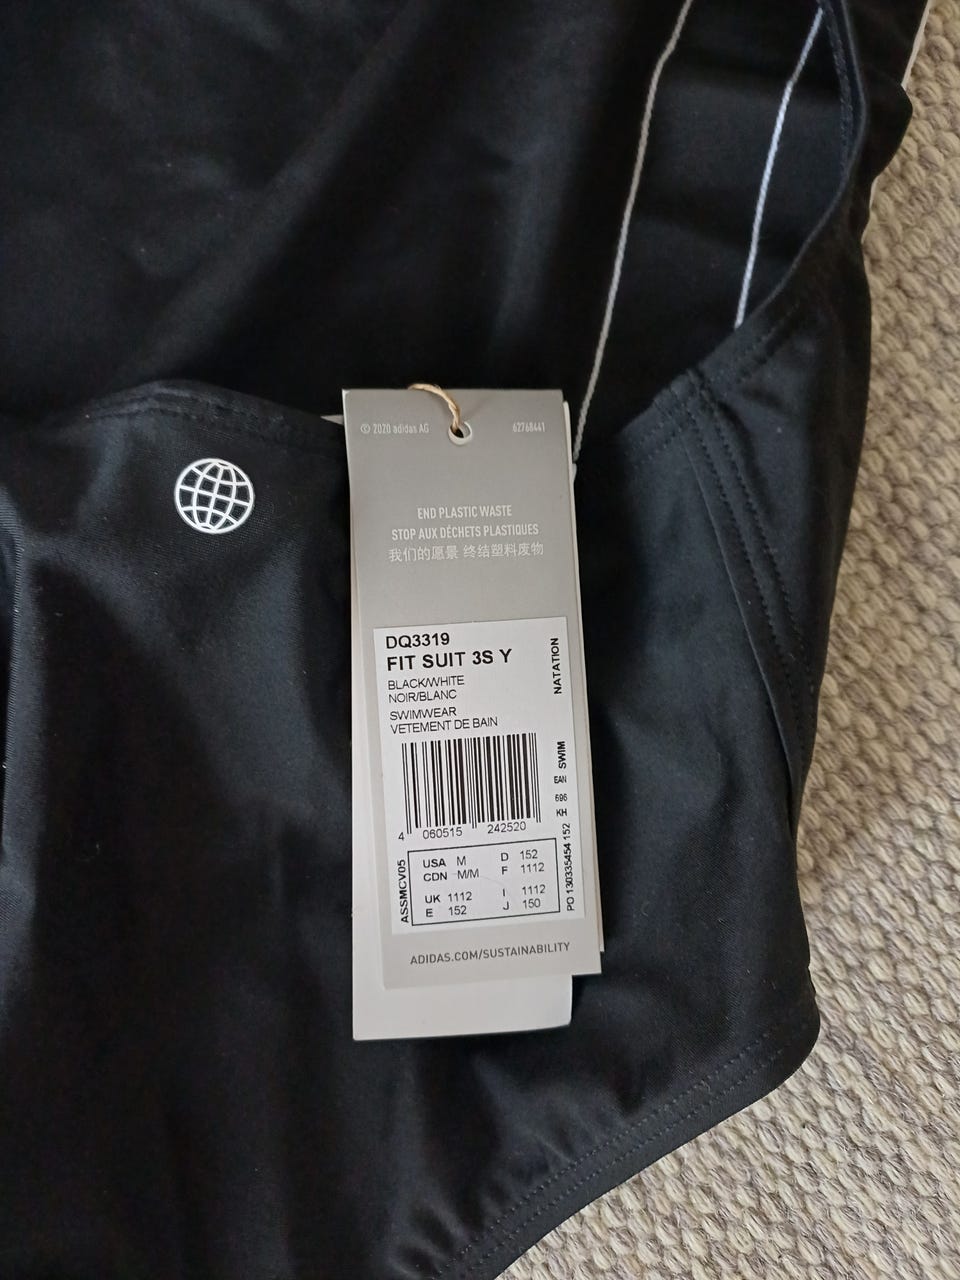 © 2020 adidas AG 62768441
END PLASTIC WASTE
STOP AUX DÉCHETS PLASTIQUES
我们的愿景 终结塑料废物
DQ3319
FIT SUIT 3S Y
BLACK/WHITE
NOIR/BLANC
SWIMWEAR
VETEMENT DE BAIN
NATATION
SWIM
EAN
696
KH
PO 130335454 152
4 060515 242520
ASSMCV05
USA M D 152
CDN M/M F 1112
UK 1112 I 1112
E 152 J 150
ADIDAS.COM/SUSTAINABILITY